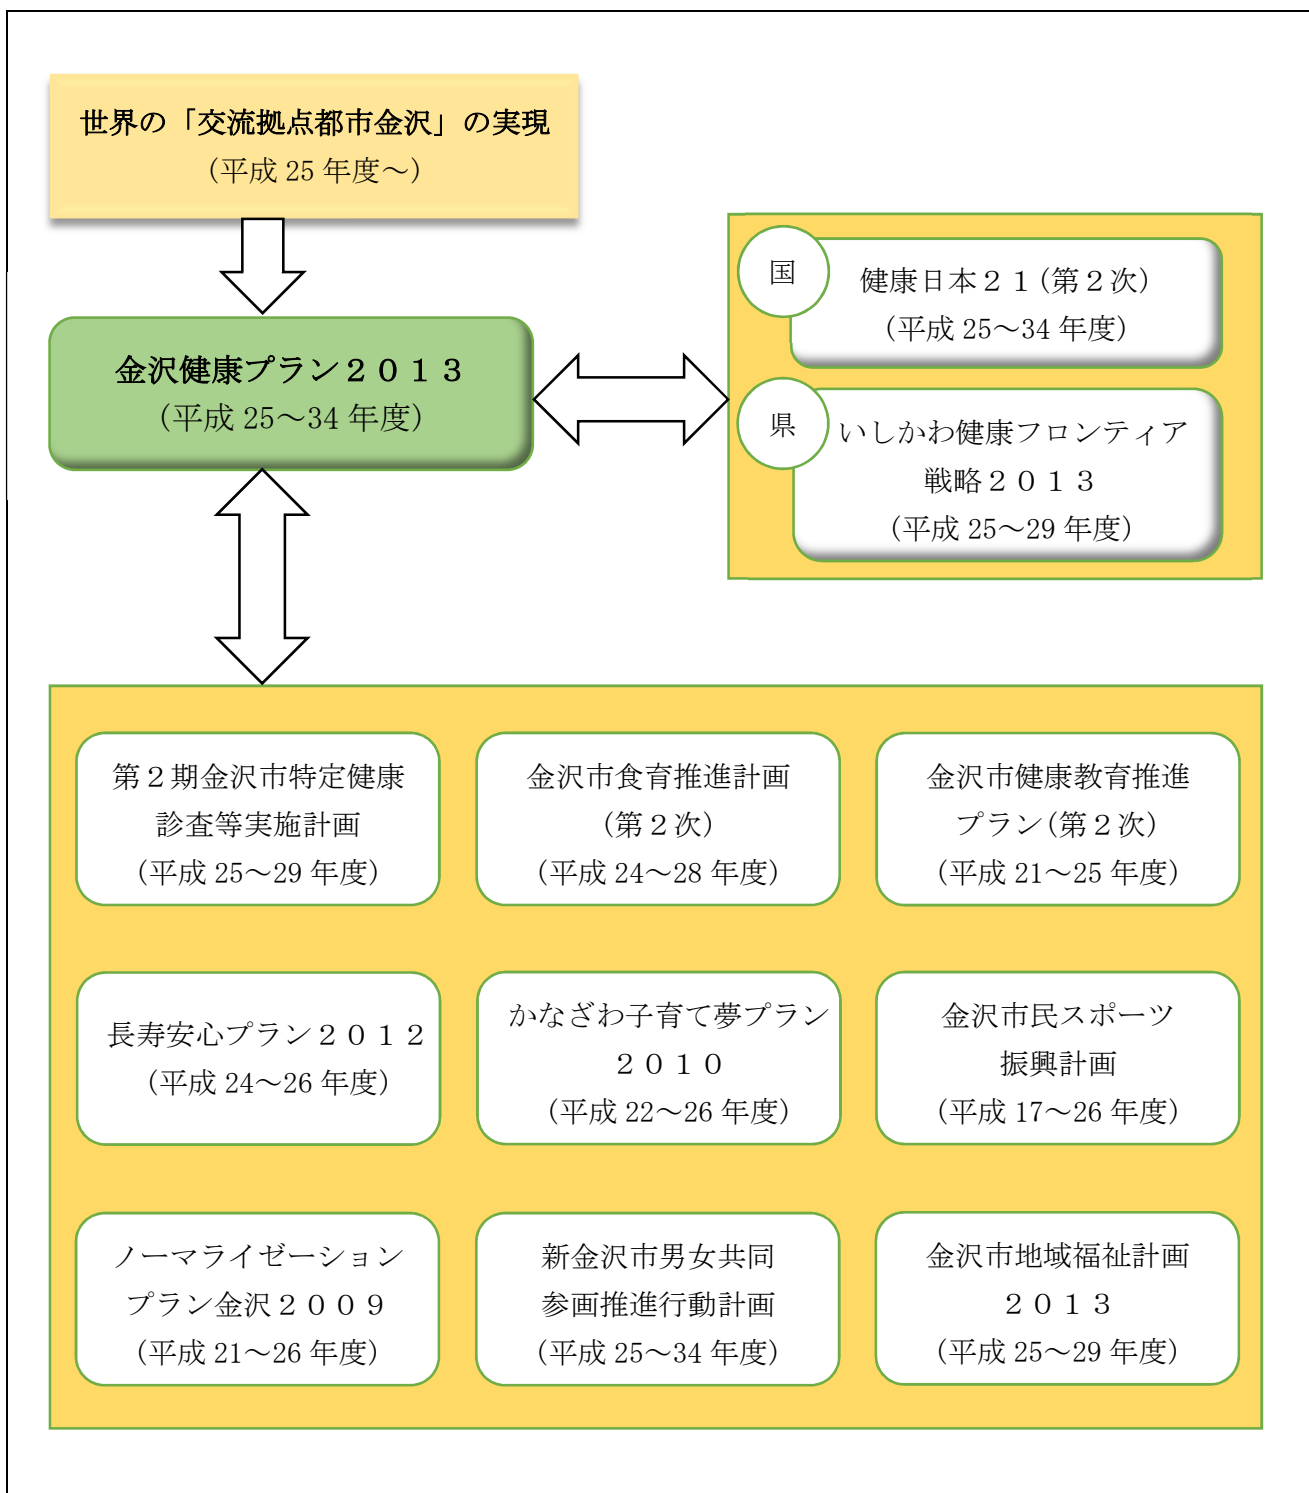 世界の「交流拠点都市金沢」の実現
（平成 25 年度～）
国
健康日本２１(第２次)
（平成 25～34 年度）
金沢健康プラン２０１３
（平成 25～34 年度）
県
いしかわ健康フロンティア
戦略２０１３
（平成 25～29 年度）
第２期金沢市特定健康
診査等実施計画
（平成 25～29 年度）
金沢市食育推進計画
(第２次)
（平成 24～28 年度）
金沢市健康教育推進
プラン(第２次)
（平成 21～25 年度）
長寿安心プラン２０１２
（平成 24～26 年度）
かなざわ子育て夢プラン
２０１０
（平成 22～26 年度）
金沢市民スポーツ
振興計画
（平成 17～26 年度）
ノーマライゼーション
プラン金沢２００９
（平成 21～26 年度）
新金沢市男女共同
参画推進行動計画
（平成 25～34 年度）
金沢市地域福祉計画
２０１３
（平成 25～29 年度）